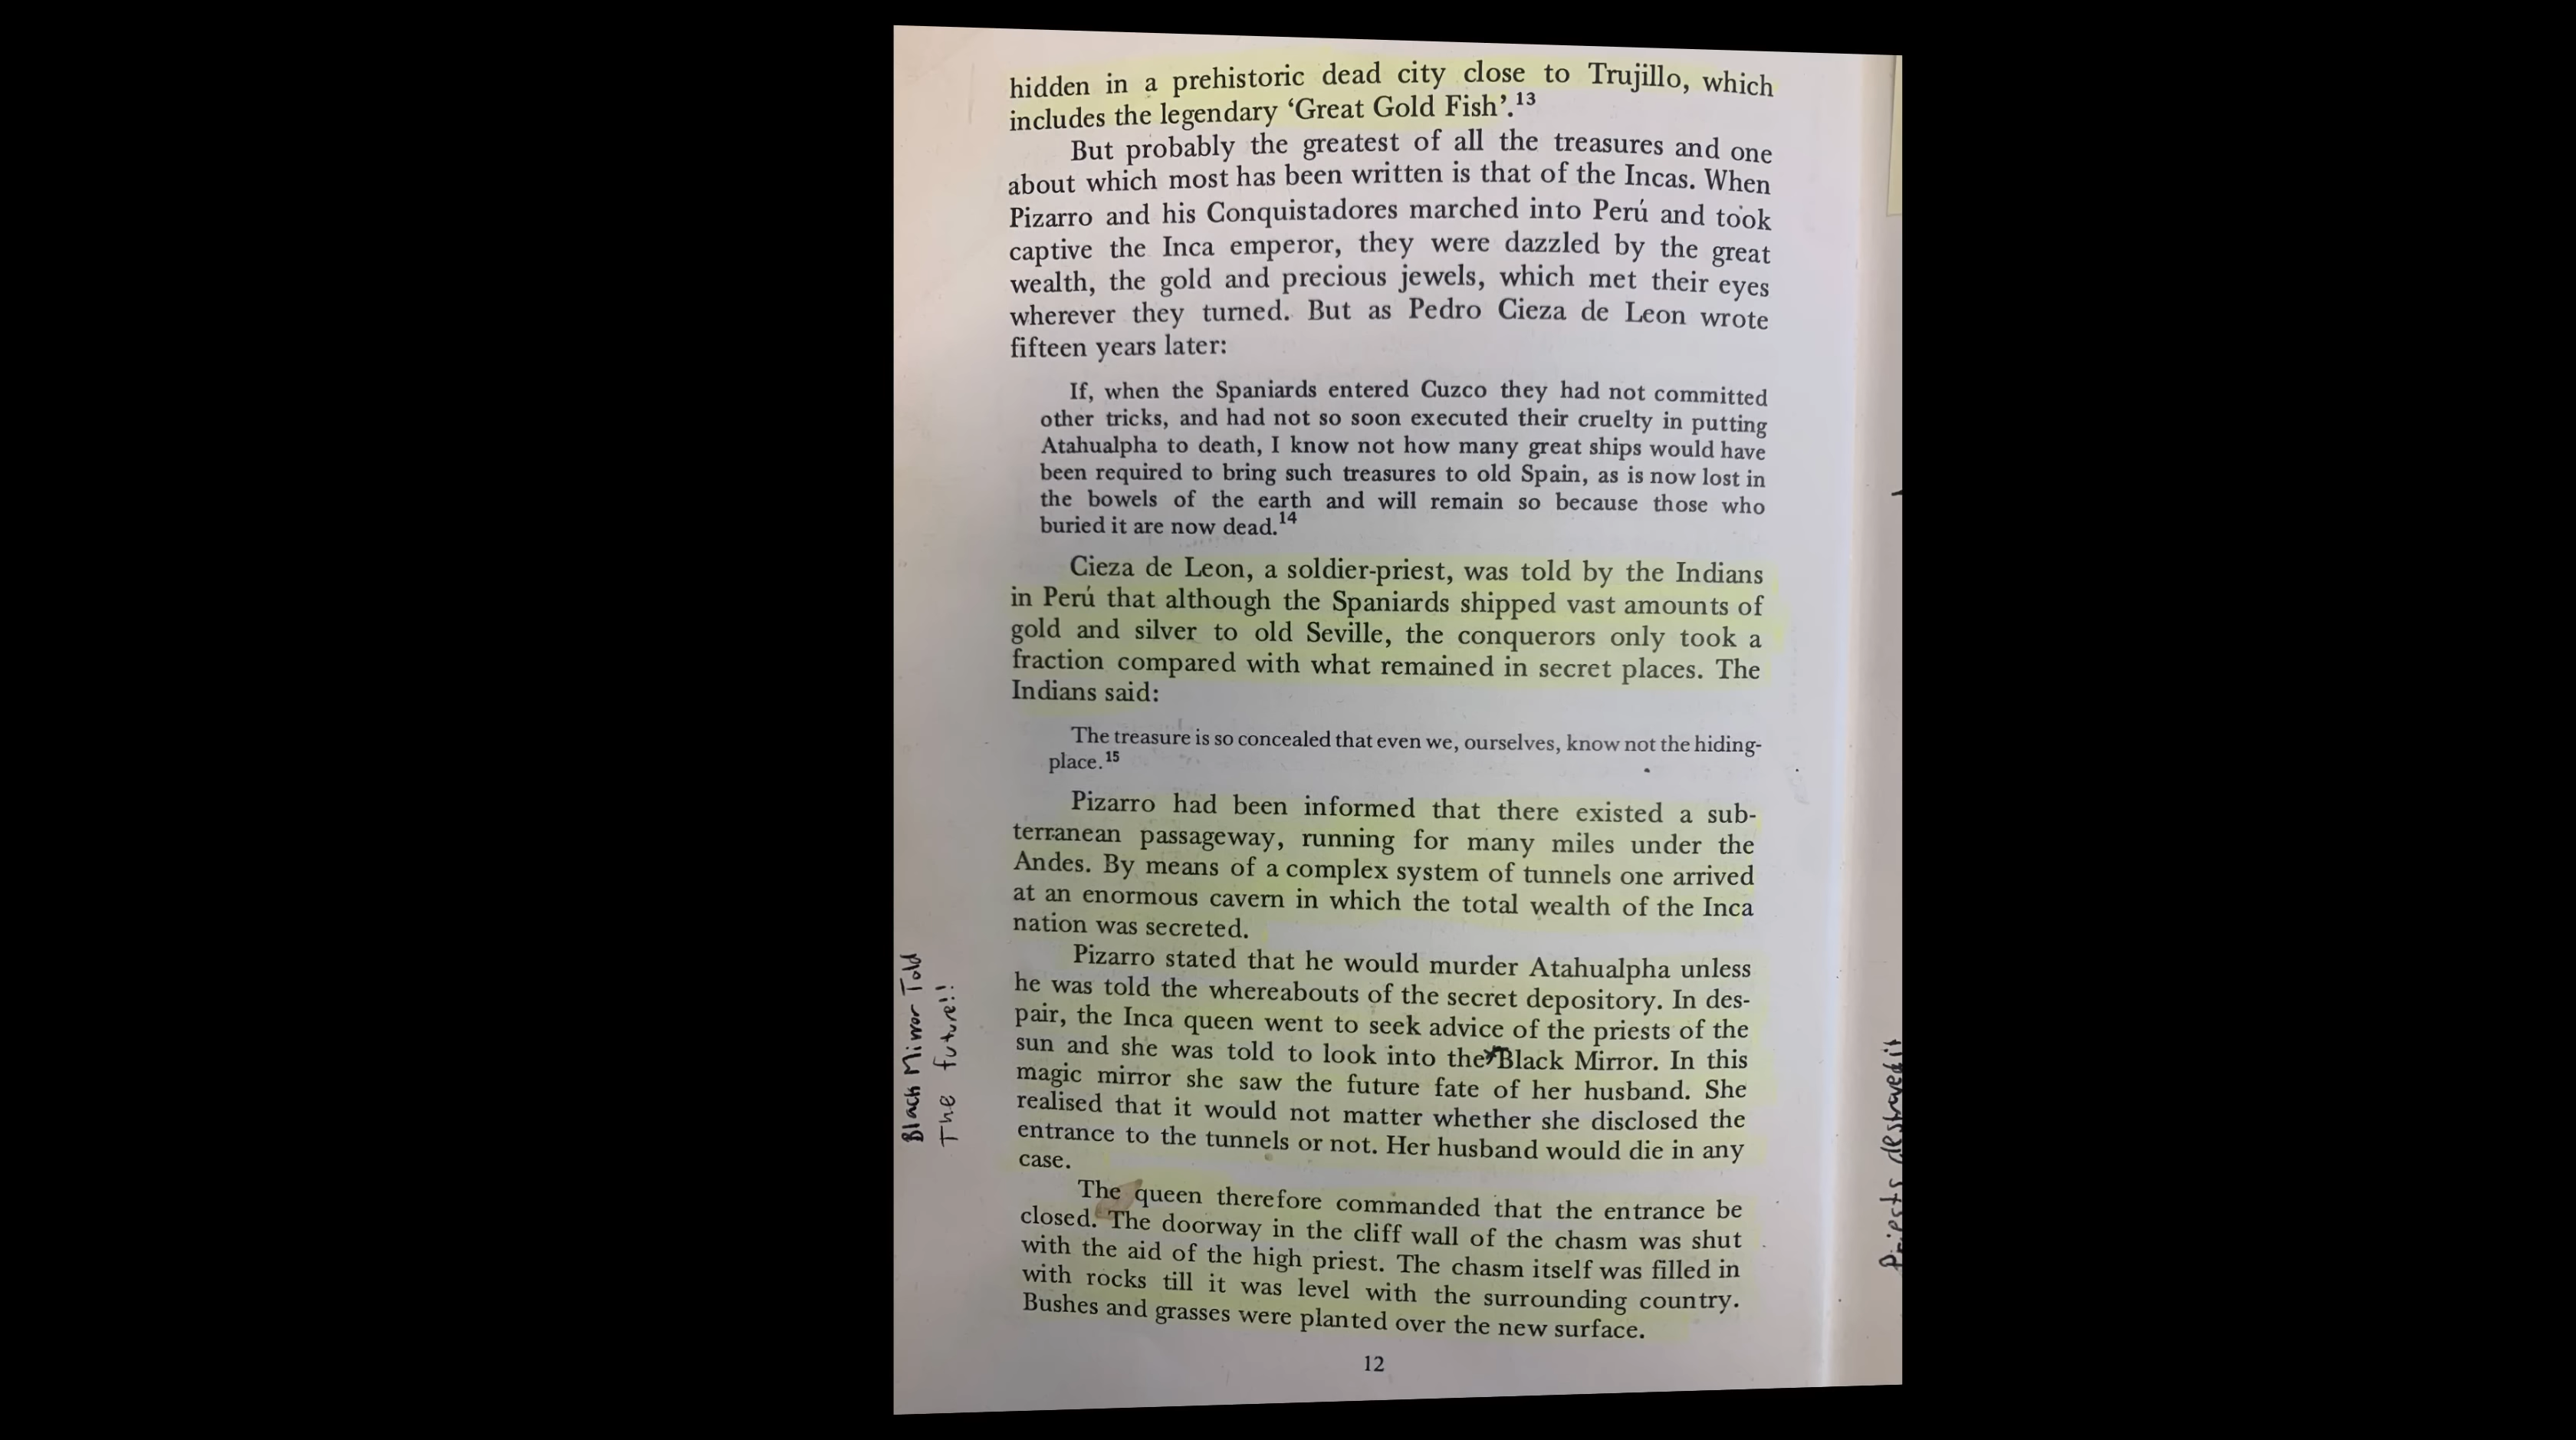 hidden in a prehistoric dead city close to Trujillo, which
includes the legendary ‘Great Gold Fish’.13
But probably the greatest of all the treasures and one
about which most has been written is that of the Incas. When
Pizarro and his Conquistadores marched into Perú and took
captive the Inca emperor, they were dazzled by the great
wealth, the gold and precious jewels, which met their eyes
wherever they turned. But as Pedro Cieza de Leon wrote
fifteen years later:
If, when the Spaniards entered Cuzco they had not committed
other tricks, and had not so soon executed their cruelty in putting
Atahualpa to death, I know not how many great ships would have
been required to bring such treasures to old Spain, as is now lost in
the bowels of the earth and will remain so because those who
buried it are now dead.14
Cieza de Leon, a soldier-priest, was told by the Indians
in Perú that although the Spaniards shipped vast amounts of
gold and silver to old Seville, the conquerors only took a
fraction compared with what remained in secret places. The
Indians said:
The treasure is so concealed that even we, ourselves, know not the hiding-
place.15
Pizarro had been informed that there existed a sub-
terranean passageway, running for many miles under the
Andes. By means of a complex system of tunnels one arrived
at an enormous cavern in which the total wealth of the Inca
nation was secreted.
Pizarro stated that he would murder Atahualpa unless
he was told the whereabouts of the secret depository. In des-
pair, the Inca queen went to seek advice of the priests of the
sun and she was told to look into the Black Mirror. In this
magic mirror she saw the future fate of her husband. She
realised that it would not matter whether she disclosed the
entrance to the tunnels or not. Her husband would die in any
case.
The queen therefore commanded that the entrance be
closed. The doorway in the cliff wall of the chasm was shut
with the aid of the high priest. The chasm itself was filled in
with rocks till it was level with the surrounding country.
Bushes and grasses were planted over the new surface.
12
Black Mirror Told
The future!!
Priests destroyed it